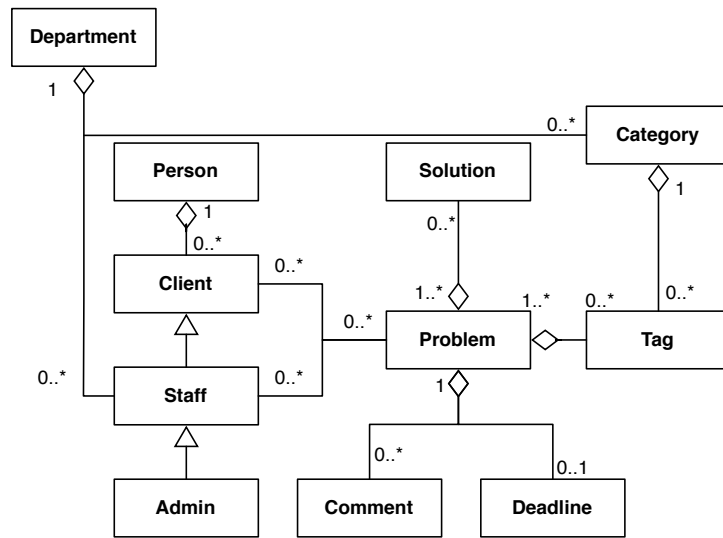 Department
1
0..*
Category
Person
Solution
1
1
0..*
0..*
Client
0..*
1..*
1..*
0..*
0..*
0..*
Problem
Tag
0..*
Staff
0..*
1
0..*
0..1
Admin
Comment
Deadline